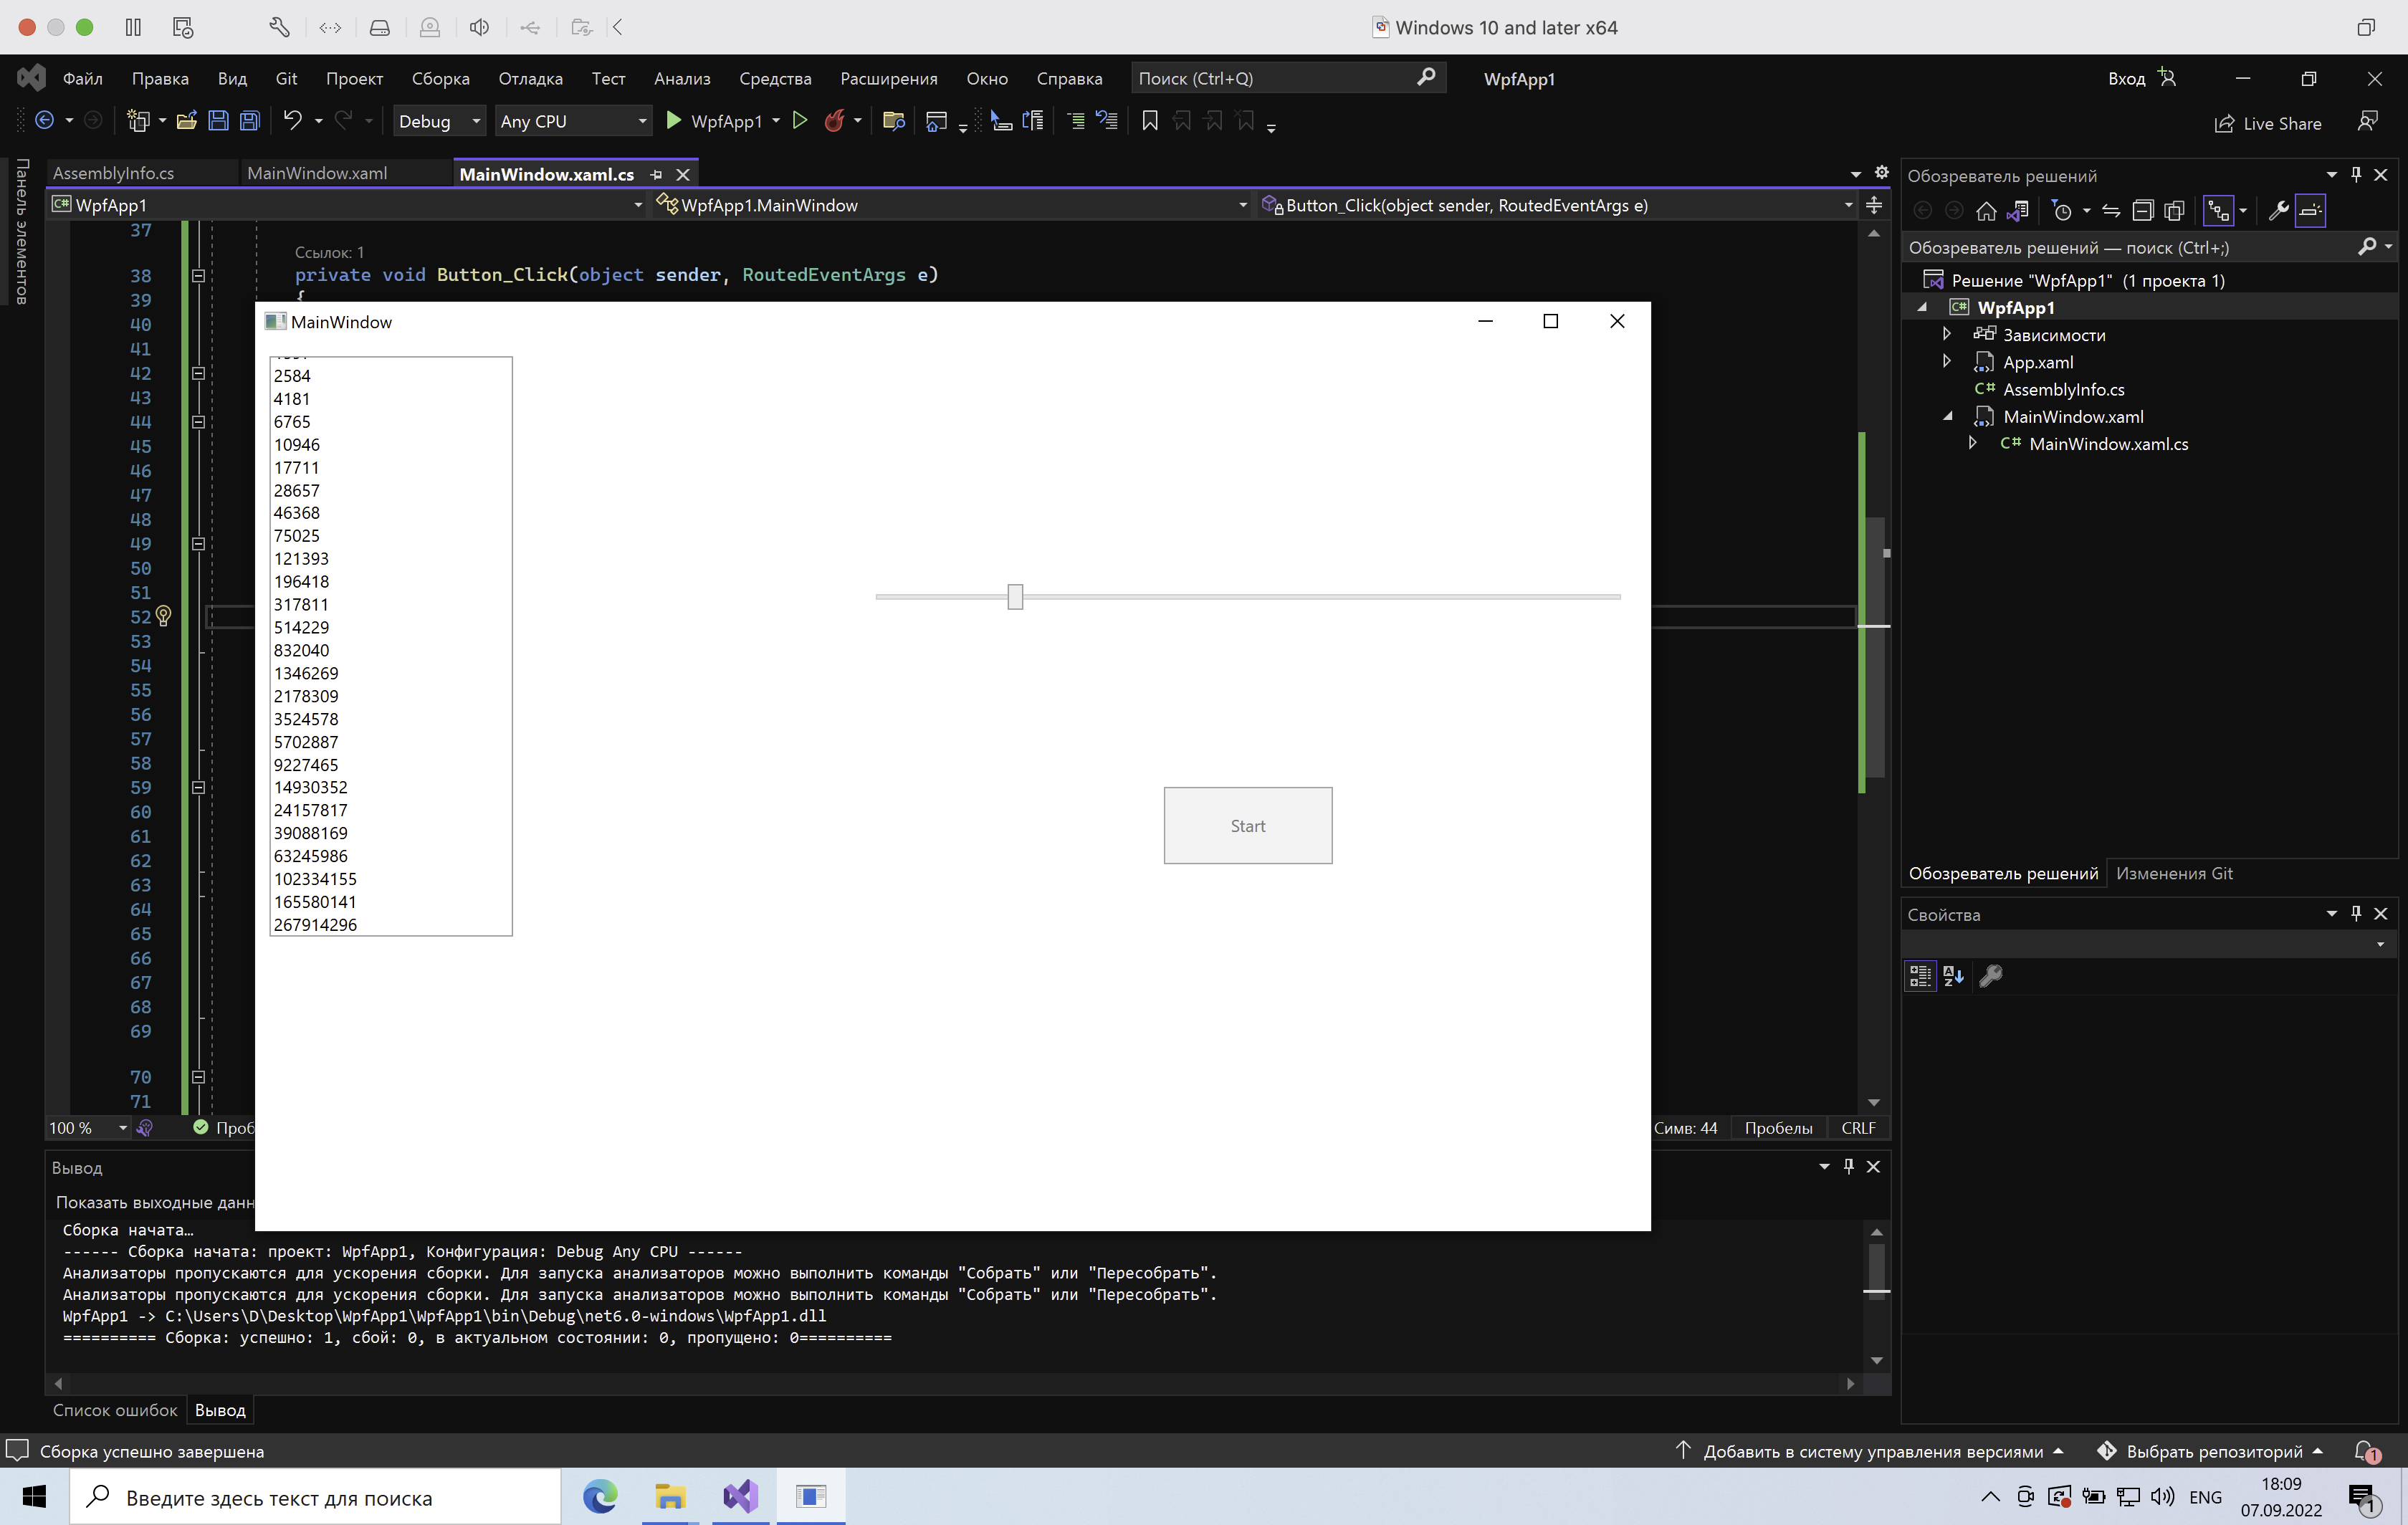 Windows 10 and later x64
Файл Правка Вид Git Проект Сборка Отладка Тест Анализ Средства Расширения Окно Справка Поиск (Ctrl+Q) WpfApp1 Вход
Debug Any CPU WpfApp1 Live Share
Панель элементов
AssemblyInfo.cs MainWindow.xaml MainWindow.xaml.cs
C# WpfApp1 WpfApp1.MainWindow Button_Click(object sender, RoutedEventArgs e)
37
Ссылок: 1
38 private void Button_Click(object sender, RoutedEventArgs e)
39 {
40
41
42
43
44
45
46
47
48
49
50
51
52
53
54
55
56
57
58
59
60
61
62
63
64
65
66
67
68
69
70
71
MainWindow
2584
4181
6765
10946
17711
28657
46368
75025
121393
196418
317811
514229
832040
1346269
2178309
3524578
5702887
9227465
14930352
24157817
39088169
63245986
102334155
165580141
267914296
Start
100 % Проб
Симв: 44 Пробелы CRLF
Вывод
Показать выходные данн
Сборка начата…
------ Сборка начата: проект: WpfApp1, Конфигурация: Debug Any CPU ------
Анализаторы пропускаются для ускорения сборки. Для запуска анализаторов можно выполнить команды "Собрать" или "Пересобрать".
Анализаторы пропускаются для ускорения сборки. Для запуска анализаторов можно выполнить команды "Собрать" или "Пересобрать".
WpfApp1 -> C:\Users\D\Desktop\WpfApp1\WpfApp1\bin\Debug\net6.0-windows\WpfApp1.dll
========== Сборка: успешно: 1, сбой: 0, в актуальном состоянии: 0, пропущено: 0==========
Список ошибок Вывод
Обозреватель решений
Обозреватель решений — поиск (Ctrl+;)
Решение "WpfApp1" (1 проекта 1)
C# WpfApp1
Зависимости
App.xaml
C# AssemblyInfo.cs
MainWindow.xaml
C# MainWindow.xaml.cs
Обозреватель решений Изменения Git
Свойства
Сборка успешно завершена
Добавить в систему управления версиями Выбрать репозиторий 1
Введите здесь текст для поиска
ENG
18:09
07.09.2022
1